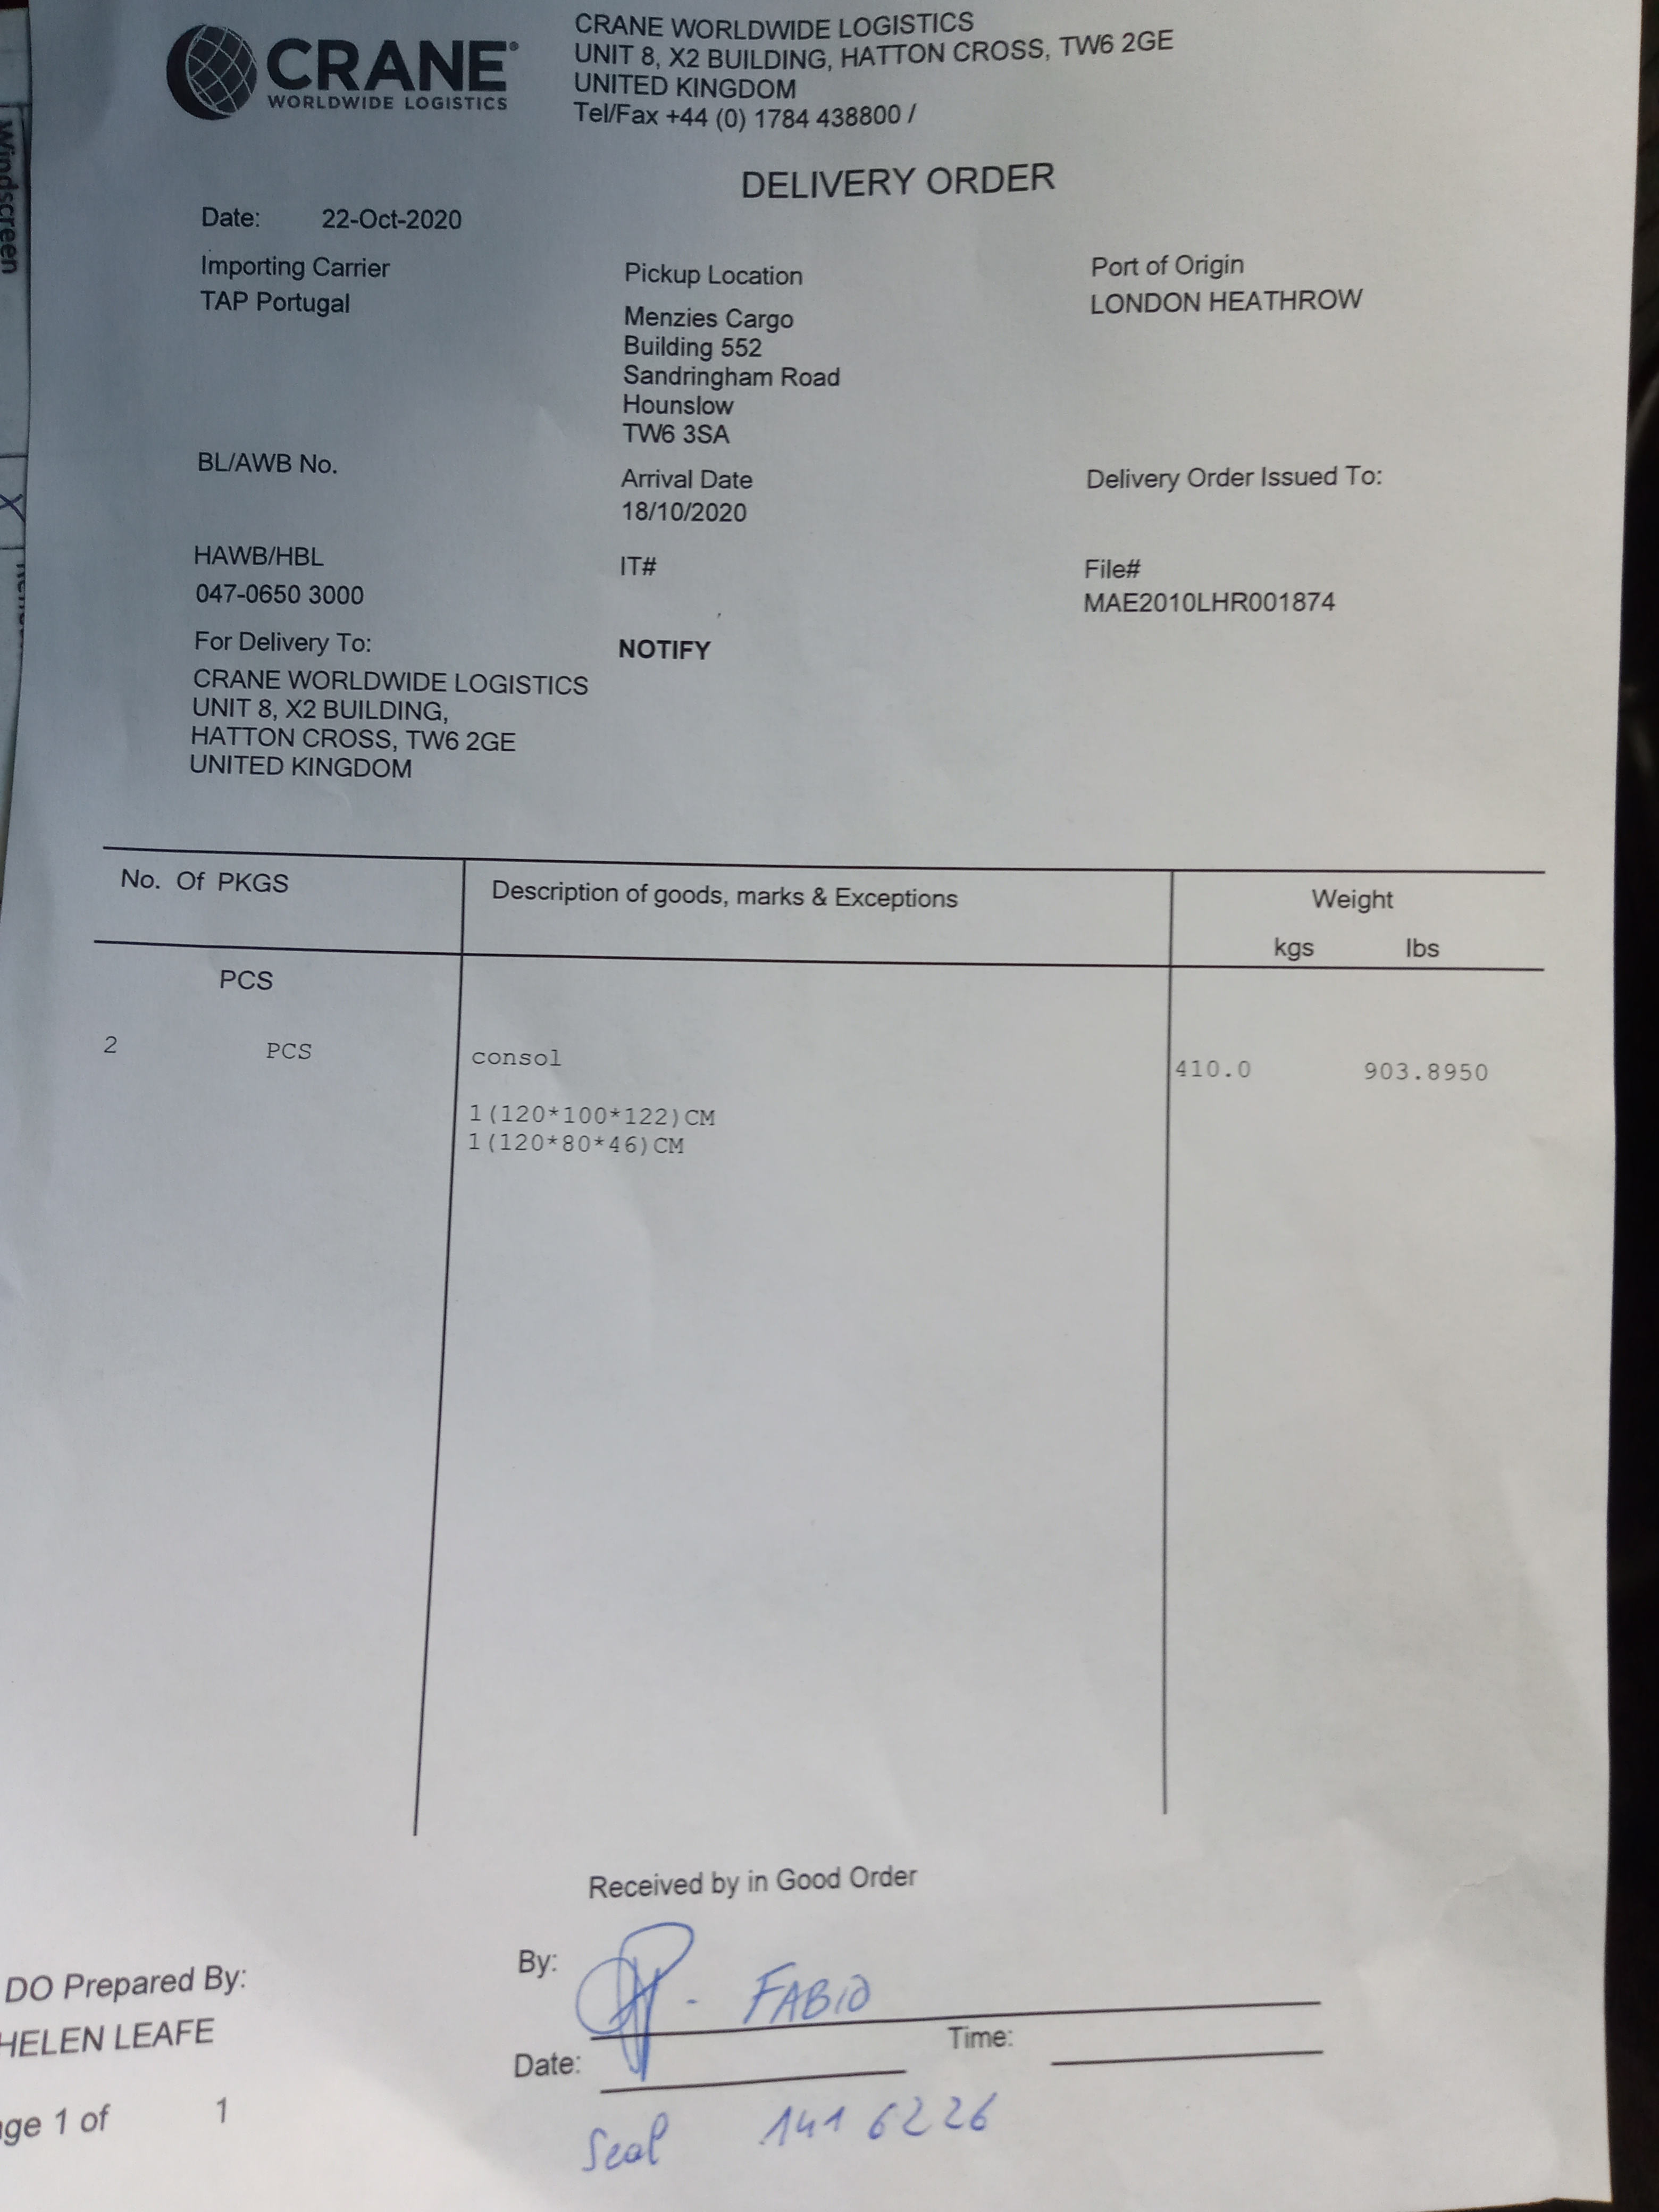 CRANE®
WORLDWIDE LOGISTICS
CRANE WORLDWIDE LOGISTICS
UNIT 8, X2 BUILDING, HATTON CROSS, TW6 2GE
UNITED KINGDOM
Tel/Fax +44 (0) 1784 438800 /
DELIVERY ORDER
Date: 22-Oct-2020
Importing Carrier
TAP Portugal
Pickup Location
Menzies Cargo
Building 552
Sandringham Road
Hounslow
TW6 3SA
Port of Origin
LONDON HEATHROW
BL/AWB No.
Arrival Date
18/10/2020
Delivery Order Issued To:
HAWB/HBL
047-0650 3000
IT#
File#
MAE2010LHR001874
For Delivery To:
CRANE WORLDWIDE LOGISTICS
UNIT 8, X2 BUILDING,
HATTON CROSS, TW6 2GE
UNITED KINGDOM
NOTIFY
No. Of PKGS Description of goods, marks & Exceptions Weight
kgs lbs
PCS
2 PCS consol 410.0 903.8950
1(120*100*122)CM
1(120*80*46)CM
Received by in Good Order
By: - FABIO
Date: Time:
Seal 1416226
DO Prepared By:
HELEN LEAFE
ge 1 of 1
Windscreen
X